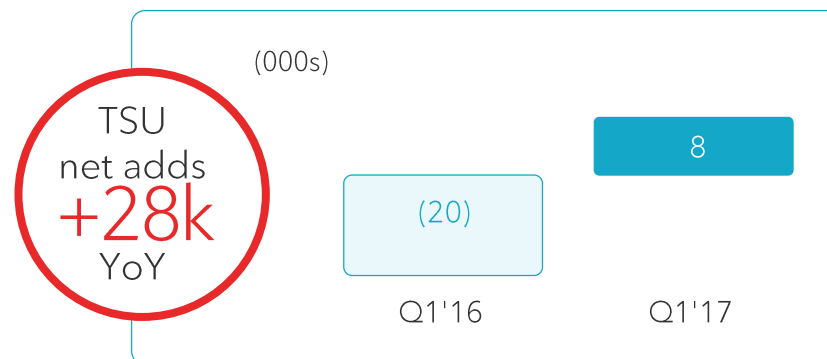 TSU
net adds
+28k
YoY
(000s)
(20)
8
Q1'16
Q1'17